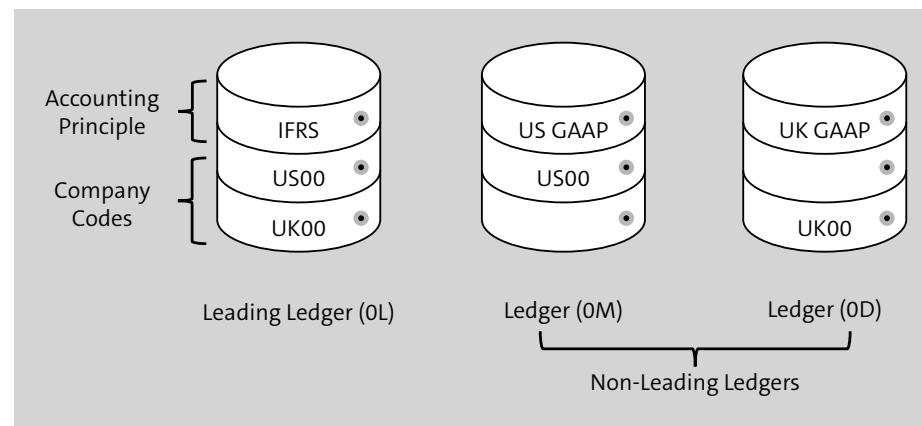 Accounting
Principle
IFRS
US GAAP
UK GAAP
Company
Codes
US00
US00
UK00
UK00
Leading Ledger (0L)
Ledger (0M)
Ledger (0D)
Non-Leading Ledgers